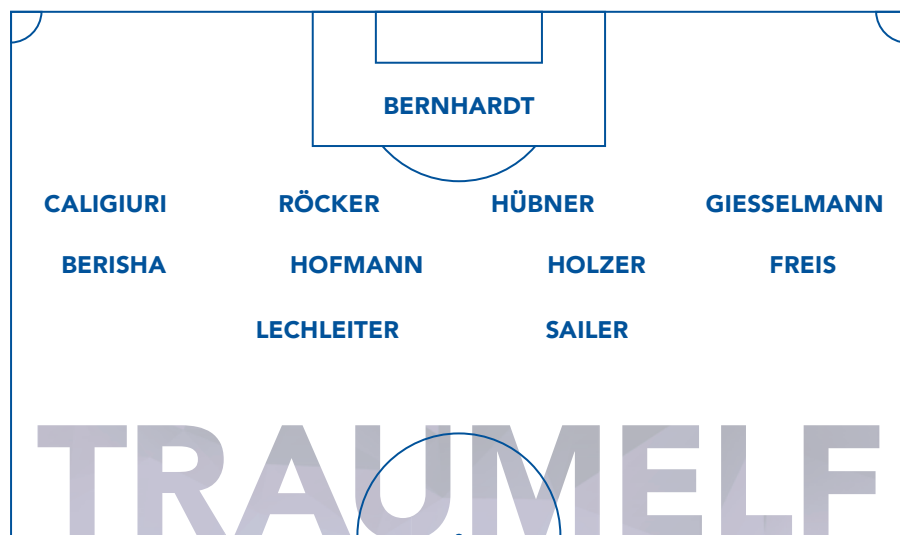 BERNHARDT
CALIGIURI RÖCKER HÜBNER GIESSELMANN
BERISHA HOFMANN HOLZER FREIS
LECHLEITER SAILER
TRAUMELF